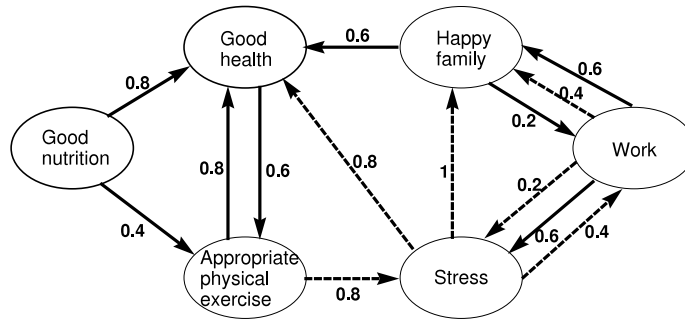 Good
health
0.6
Happy
family
0.6
0.4
0.8
0.2
Good
nutrition
Work
0.8
0.6
0.8
0.2
1
0.4
0.6
0.4
Appropriate
physical
exercise
0.8
Stress